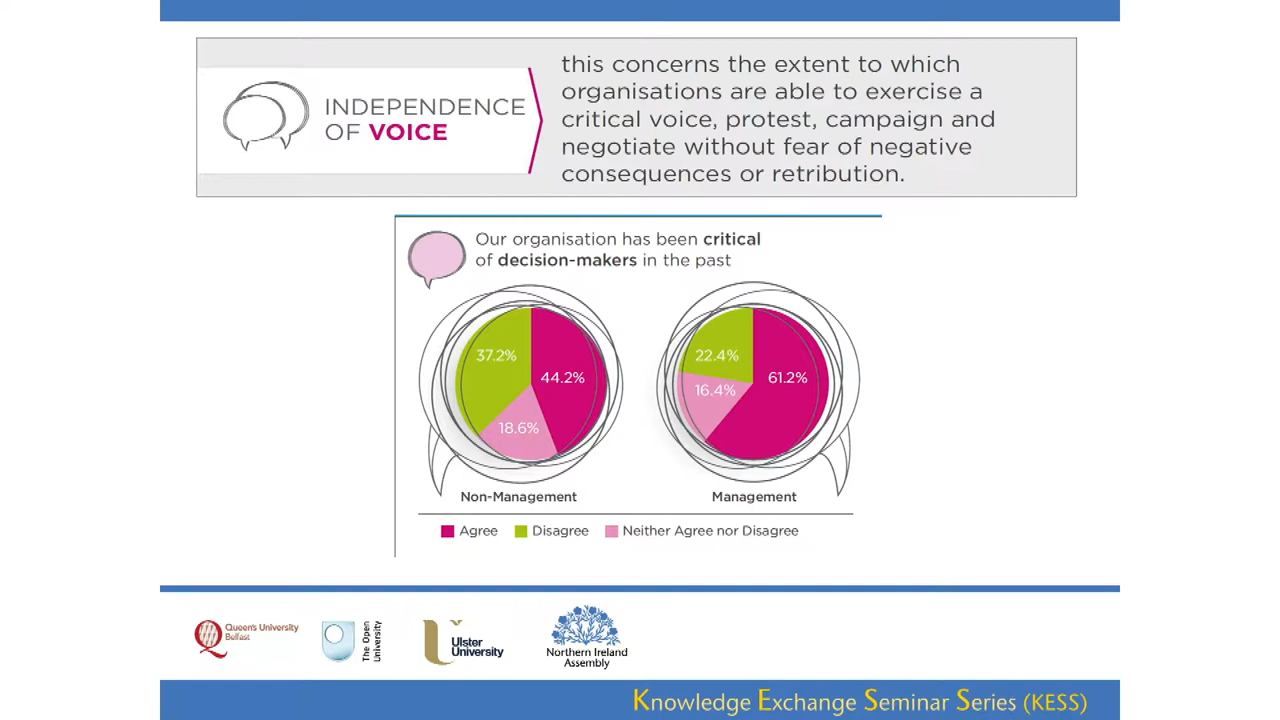 INDEPENDENCE
OF VOICE
this concerns the extent to which
organisations are able to exercise a
critical voice, protest, campaign and
negotiate without fear of negative
consequences or retribution.
Our organisation has been critical
of decision-makers in the past
37.2%
44.2%
18.6%
22.4%
61.2%
16.4%
Non-Management
Management
Agree
Disagree
Neither Agree nor Disagree
Queen's University
Belfast
The Open
University
Ulster
University
Northern Ireland
Assembly
Knowledge Exchange Seminar Series (KESS)